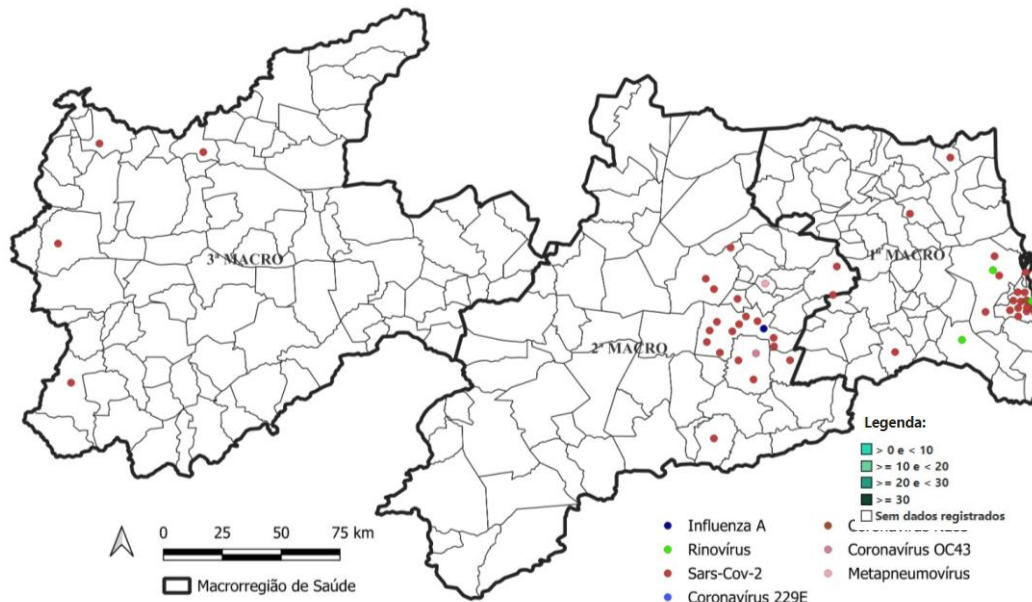 3ª MACRO
1ª MACRO
2ª MACRO
Legenda:
> 0 e < 10
>= 10 e < 20
>= 20 e < 30
>= 30
Sem dados registrados
0 25 50 75 km
Macrorregião de Saúde
Influenza A
Rinovírus
Sars-Cov-2
Coronavírus 229E
Coronavírus OC43
Metapneumovírus